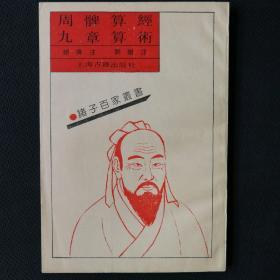 周髀算經
九章算術
趙爽注 劉徽注
上海古籍出版社
諸子百家叢書